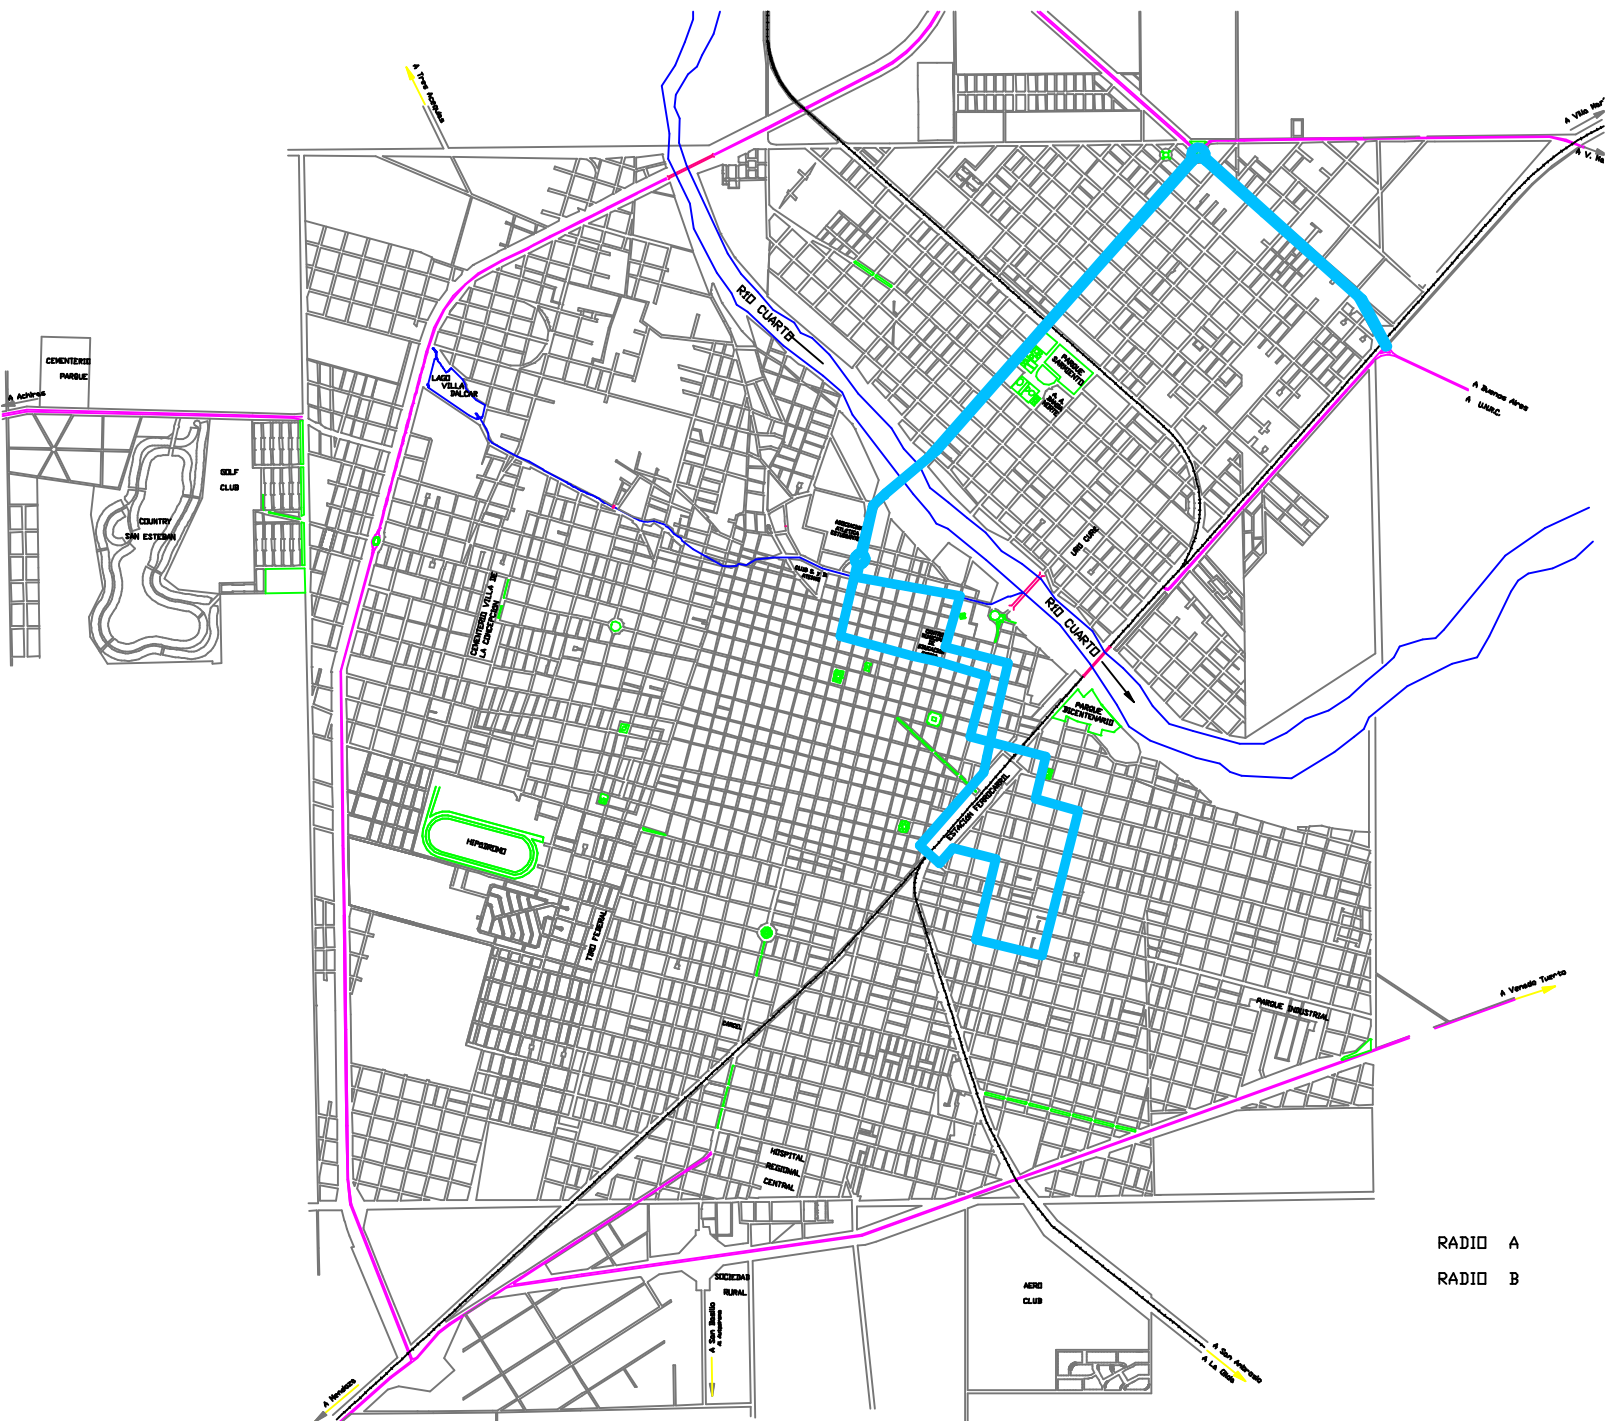 A Tres Acequias
A Villa Mar
A V. Ma
RIO CUARTO
CEMENTERIO
PARQUE
A Achiras
LAGO
VILLA
DALCAR
PARQUE
SARMIENTO
A Buenos Aires
A U.N.R.C.
GOLF
CLUB
COUNTRY
SAN ESTEBAN
CEMENTERIO VILLA DE
LA CONCEPCION
RIO CUARTO
PARQUE
BICENTENARIO
ESTACION FERROCARRIL
HIPODROMO
TIRO FEDERAL
CARCEL
A Venado Tuerto
PARQUE INDUSTRIAL
HOSPITAL
REGIONAL
CENTRAL
RADIO A
RADIO B
SOCIEDAD
RURAL
AERO
CLUB
A San Basilio
A San Ambrosio
A La Gilda
A Mendoza